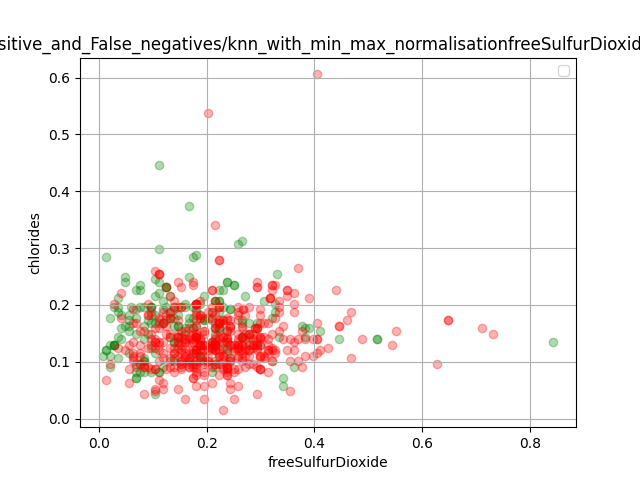 sitive_and_False_negatives/knn_with_min_max_normalisationfreeSulfurDioxid
0.6
0.5
0.4
0.3
0.2
0.1
0.0
chlorides
0.0 0.2 0.4 0.6 0.8
freeSulfurDioxide